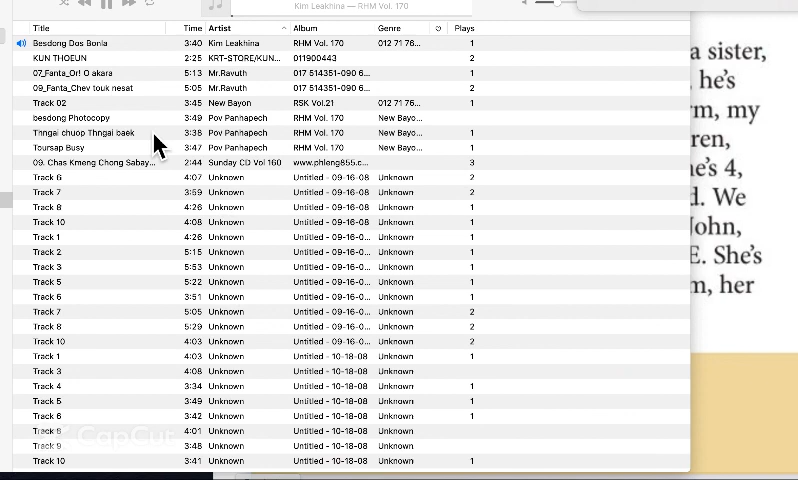 Kim Leakhina — RHM Vol. 170
Title Time Artist Album Genre Plays
Besdong Dos Bonla 3:40 Kim Leakhina RHM Vol. 170 012 71 76... 1
KUN THOEUN 2:25 KRT-STORE/KUN... 011900443 2
07_Fanta_Or! O akara 5:13 Mr.Ravuth 017 514351-090 6... 1
09_Fanta_Chev touk nesat 5:05 Mr.Ravuth 017 514351-090 6... 2
Track 02 3:45 New Bayon RSK Vol.21 012 71 76... 1
besdong Photocopy 3:49 Pov Panhapech RHM Vol. 170 New Bayo...
Thngai chuop Thngai baek 3:38 Pov Panhapech RHM Vol. 170 New Bayo... 1
Toursap Busy 3:47 Pov Panhapech RHM Vol. 170 New Bayo... 1
09. Chas Kmeng Chong Sabay... 2:44 Sunday CD Vol 160 www.phleng855.c... 3
Track 6 4:07 Unknown Untitled - 09-16-08 Unknown 2
Track 7 3:59 Unknown Untitled - 09-16-08 Unknown 2
Track 8 4:26 Unknown Untitled - 09-16-08 Unknown 1
Track 10 4:08 Unknown Untitled - 09-16-08 Unknown 1
Track 1 4:26 Unknown Untitled - 09-16-0... Unknown 1
Track 2 5:15 Unknown Untitled - 09-16-0... Unknown 1
Track 3 5:53 Unknown Untitled - 09-16-0... Unknown 1
Track 5 5:22 Unknown Untitled - 09-16-0... Unknown 1
Track 6 3:51 Unknown Untitled - 09-16-0... Unknown 1
Track 7 5:05 Unknown Untitled - 09-16-0... Unknown 2
Track 8 5:29 Unknown Untitled - 09-16-0... Unknown 2
Track 10 4:03 Unknown Untitled - 09-16-0... Unknown 2
Track 1 4:03 Unknown Untitled - 10-18-08 Unknown 1
Track 3 4:08 Unknown Untitled - 10-18-08 Unknown
Track 4 3:34 Unknown Untitled - 10-18-08 Unknown 1
Track 5 3:49 Unknown Untitled - 10-18-08 Unknown 1
Track 6 3:42 Unknown Untitled - 10-18-08 Unknown 1
Track 8 4:01 Unknown Untitled - 10-18-08 Unknown
Track 9 3:48 Unknown Untitled - 10-18-08 Unknown
Track 10 3:41 Unknown Untitled - 10-18-08 Unknown 1
CapCut
a sister,
he's
rm, my
ren,
he's 4,
d. We
John,
E. She's
m, her